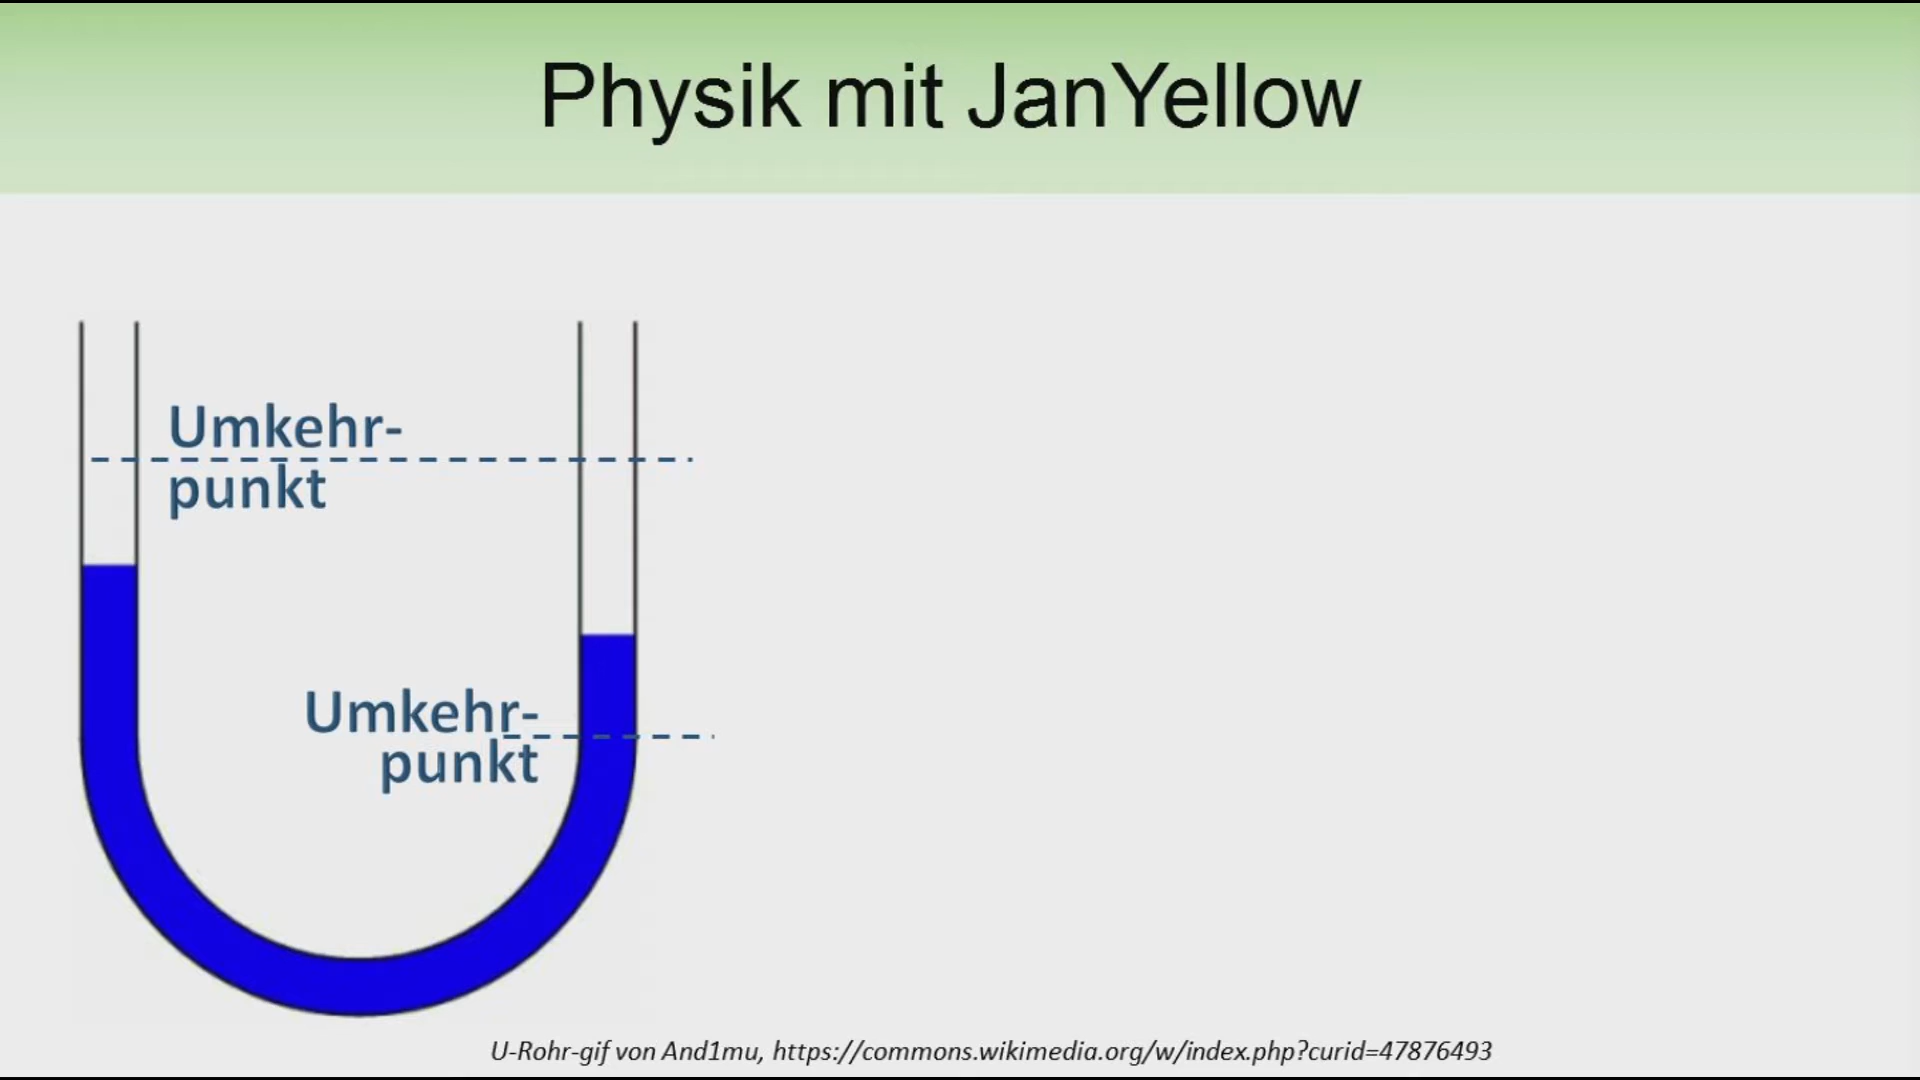 Physik mit JanYellow
Umkehr-
punkt
Umkehr-
punkt
U-Rohr-gif von And1mu, https://commons.wikimedia.org/w/index.php?curid=47876493